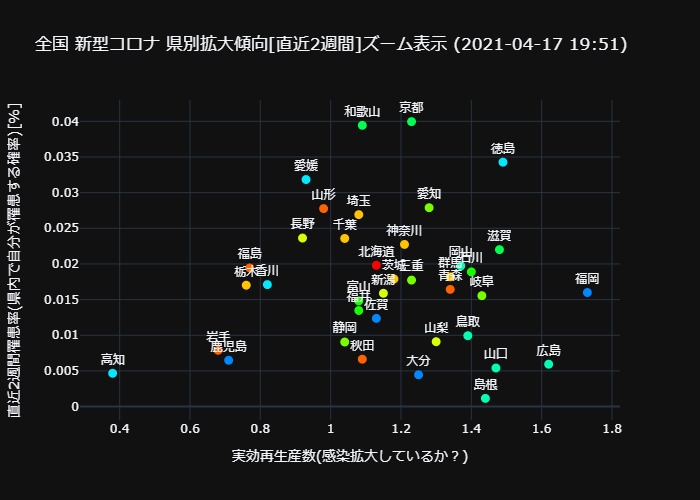 全国 新型コロナ 県別拡大傾向[直近2週間]ズーム表示 (2021-04-17 19:51)
直近2週間罹患率(県内で自分が罹患する確率)[%]
0.04
0.035
0.03
0.025
0.02
0.015
0.01
0.005
0
和歌山
京都
徳島
愛媛
山形
埼玉
愛知
長野
千葉
神奈川
滋賀
北海道
岡山
石川
福島
茨城
三重
群馬
栃木
香川
新潟
青森
岐阜
福岡
富山
福井
佐賀
鳥取
静岡
山梨
岩手
鹿児島
秋田
大分
山口
広島
高知
島根
0.4
0.6
0.8
1
1.2
1.4
1.6
1.8
実効再生産数(感染拡大しているか？)